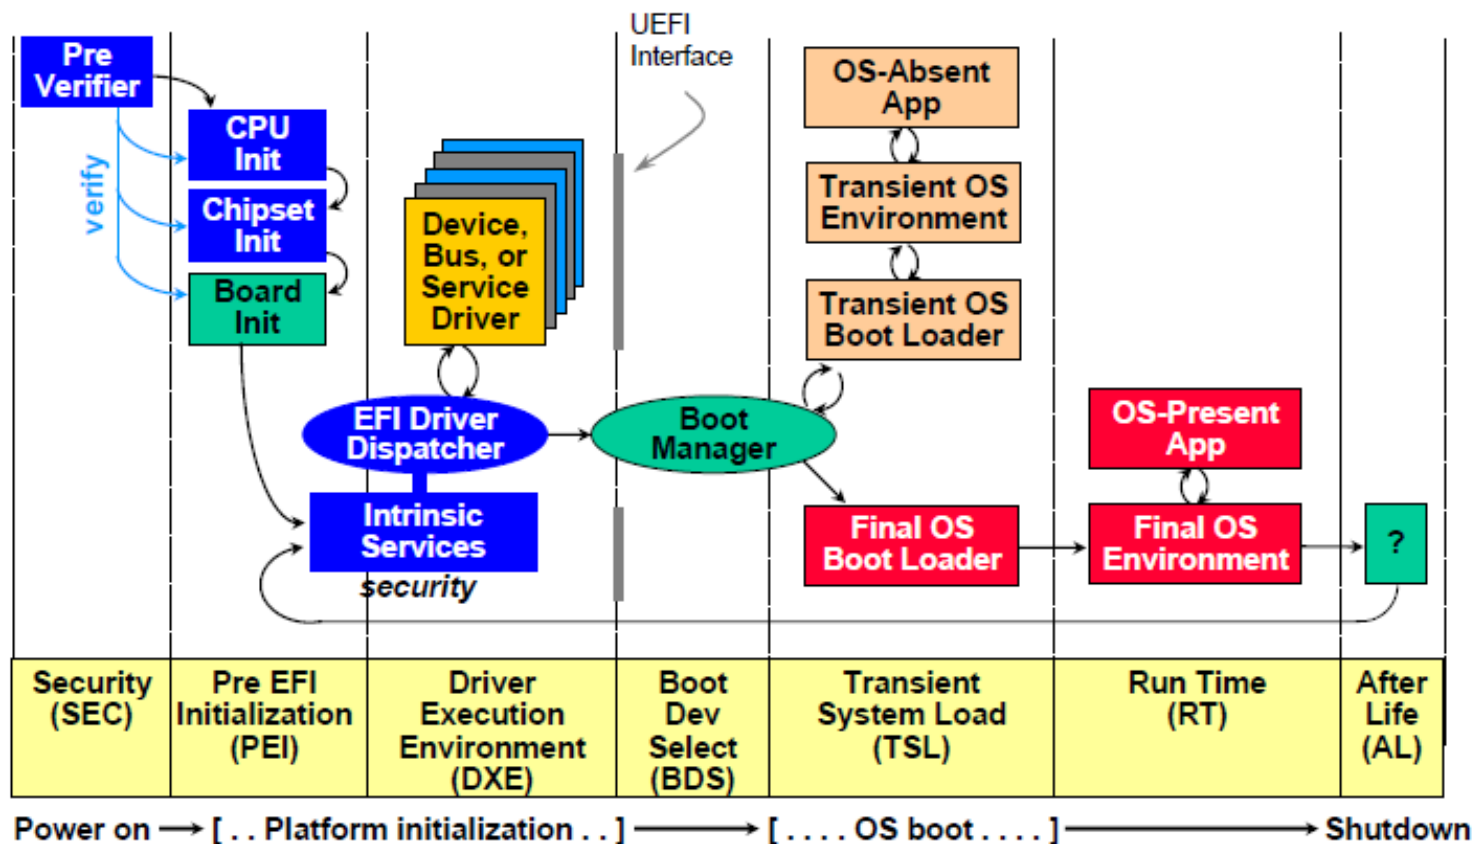 Pre
Verifier
verify
CPU
Init
Chipset
Init
Board
Init
Device,
Bus, or
Service
Driver
EFI Driver
Dispatcher
Intrinsic
Services
security
UEFI
Interface
Boot
Manager
OS-Absent
App
Transient OS
Environment
Transient OS
Boot Loader
Final OS
Boot Loader
OS-Present
App
Final OS
Environment
?
Security
(SEC)
Pre EFI
Initialization
(PEI)
Driver
Execution
Environment
(DXE)
Boot
Dev
Select
(BDS)
Transient
System Load
(TSL)
Run Time
(RT)
After
Life
(AL)
Power on → [ . . Platform initialization . . ] → [ . . . . OS boot . . . . ] → Shutdown